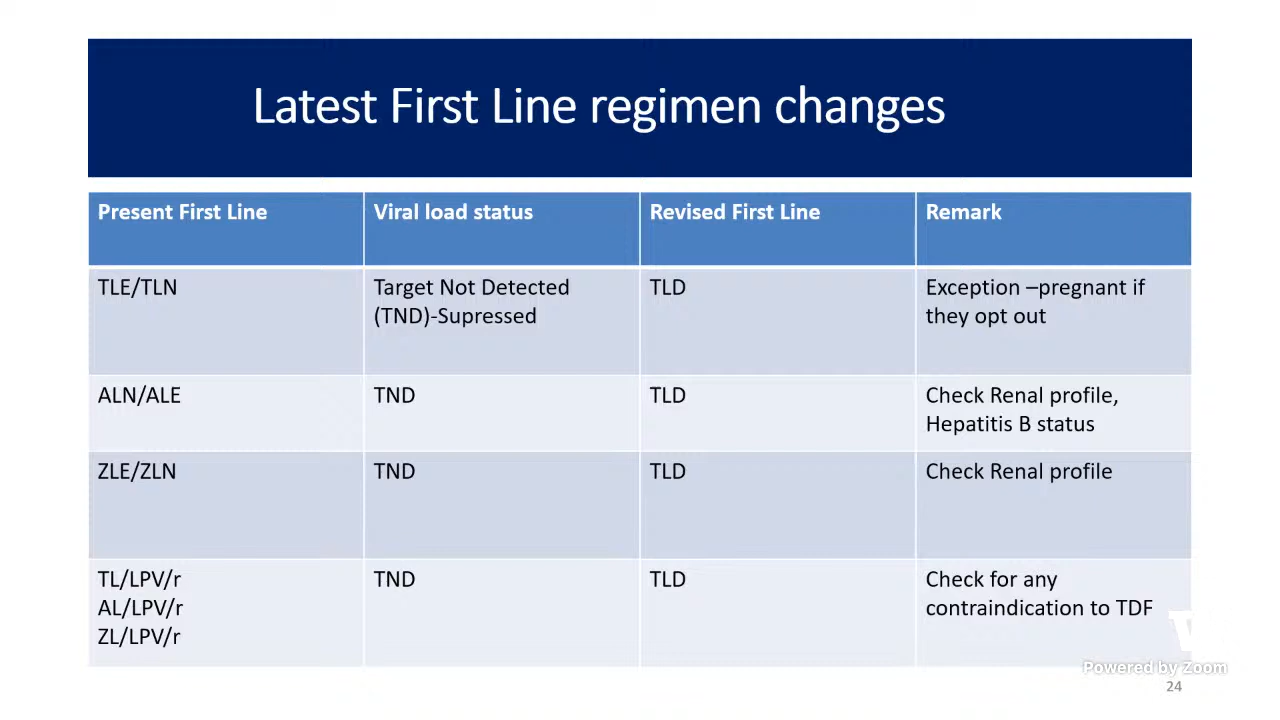 Latest First Line regimen changes
Present First Line
Viral load status
Revised First Line
Remark
TLE/TLN
Target Not Detected
(TND)-Supressed
TLD
Exception –pregnant if
they opt out
ALN/ALE
TND
TLD
Check Renal profile,
Hepatitis B status
ZLE/ZLN
TND
TLD
Check Renal profile
TL/LPV/r
AL/LPV/r
ZL/LPV/r
TND
TLD
Check for any
contraindication to TDF
Powered by Zoom
24